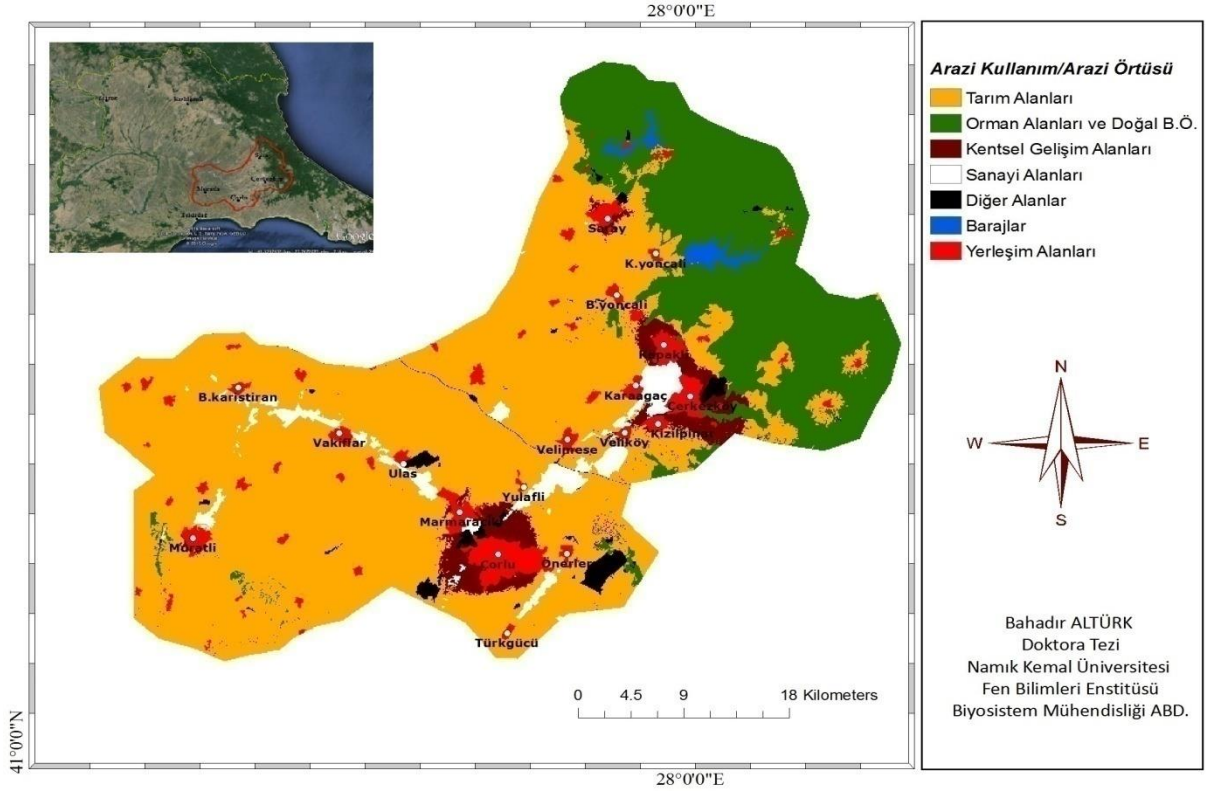 28°0'0"E
Arazi Kullanım/Arazi Örtüsü
Tarım Alanları
Orman Alanları ve Doğal B.Ö.
Kentsel Gelişim Alanları
Sanayi Alanları
Diğer Alanlar
Barajlar
Yerleşim Alanları
Saray
K.yoncali
B.yoncali
Kapaklı
Karaagaç
Çerkezköy
B.karistiran
Kizilpinar
Vakiflar
Velimese
Veliköy
Ulas
Yulafli
Marmaracik
Muratli
Çorlu
Önerler
Türkgücü
N
W
E
S
Bahadır ALTÜRK
Doktora Tezi
Namık Kemal Üniversitesi
Fen Bilimleri Enstitüsü
Biyosistem Mühendisliği ABD.
0 4.5 9 18 Kilometers
41°0'0"N
28°0'0"E